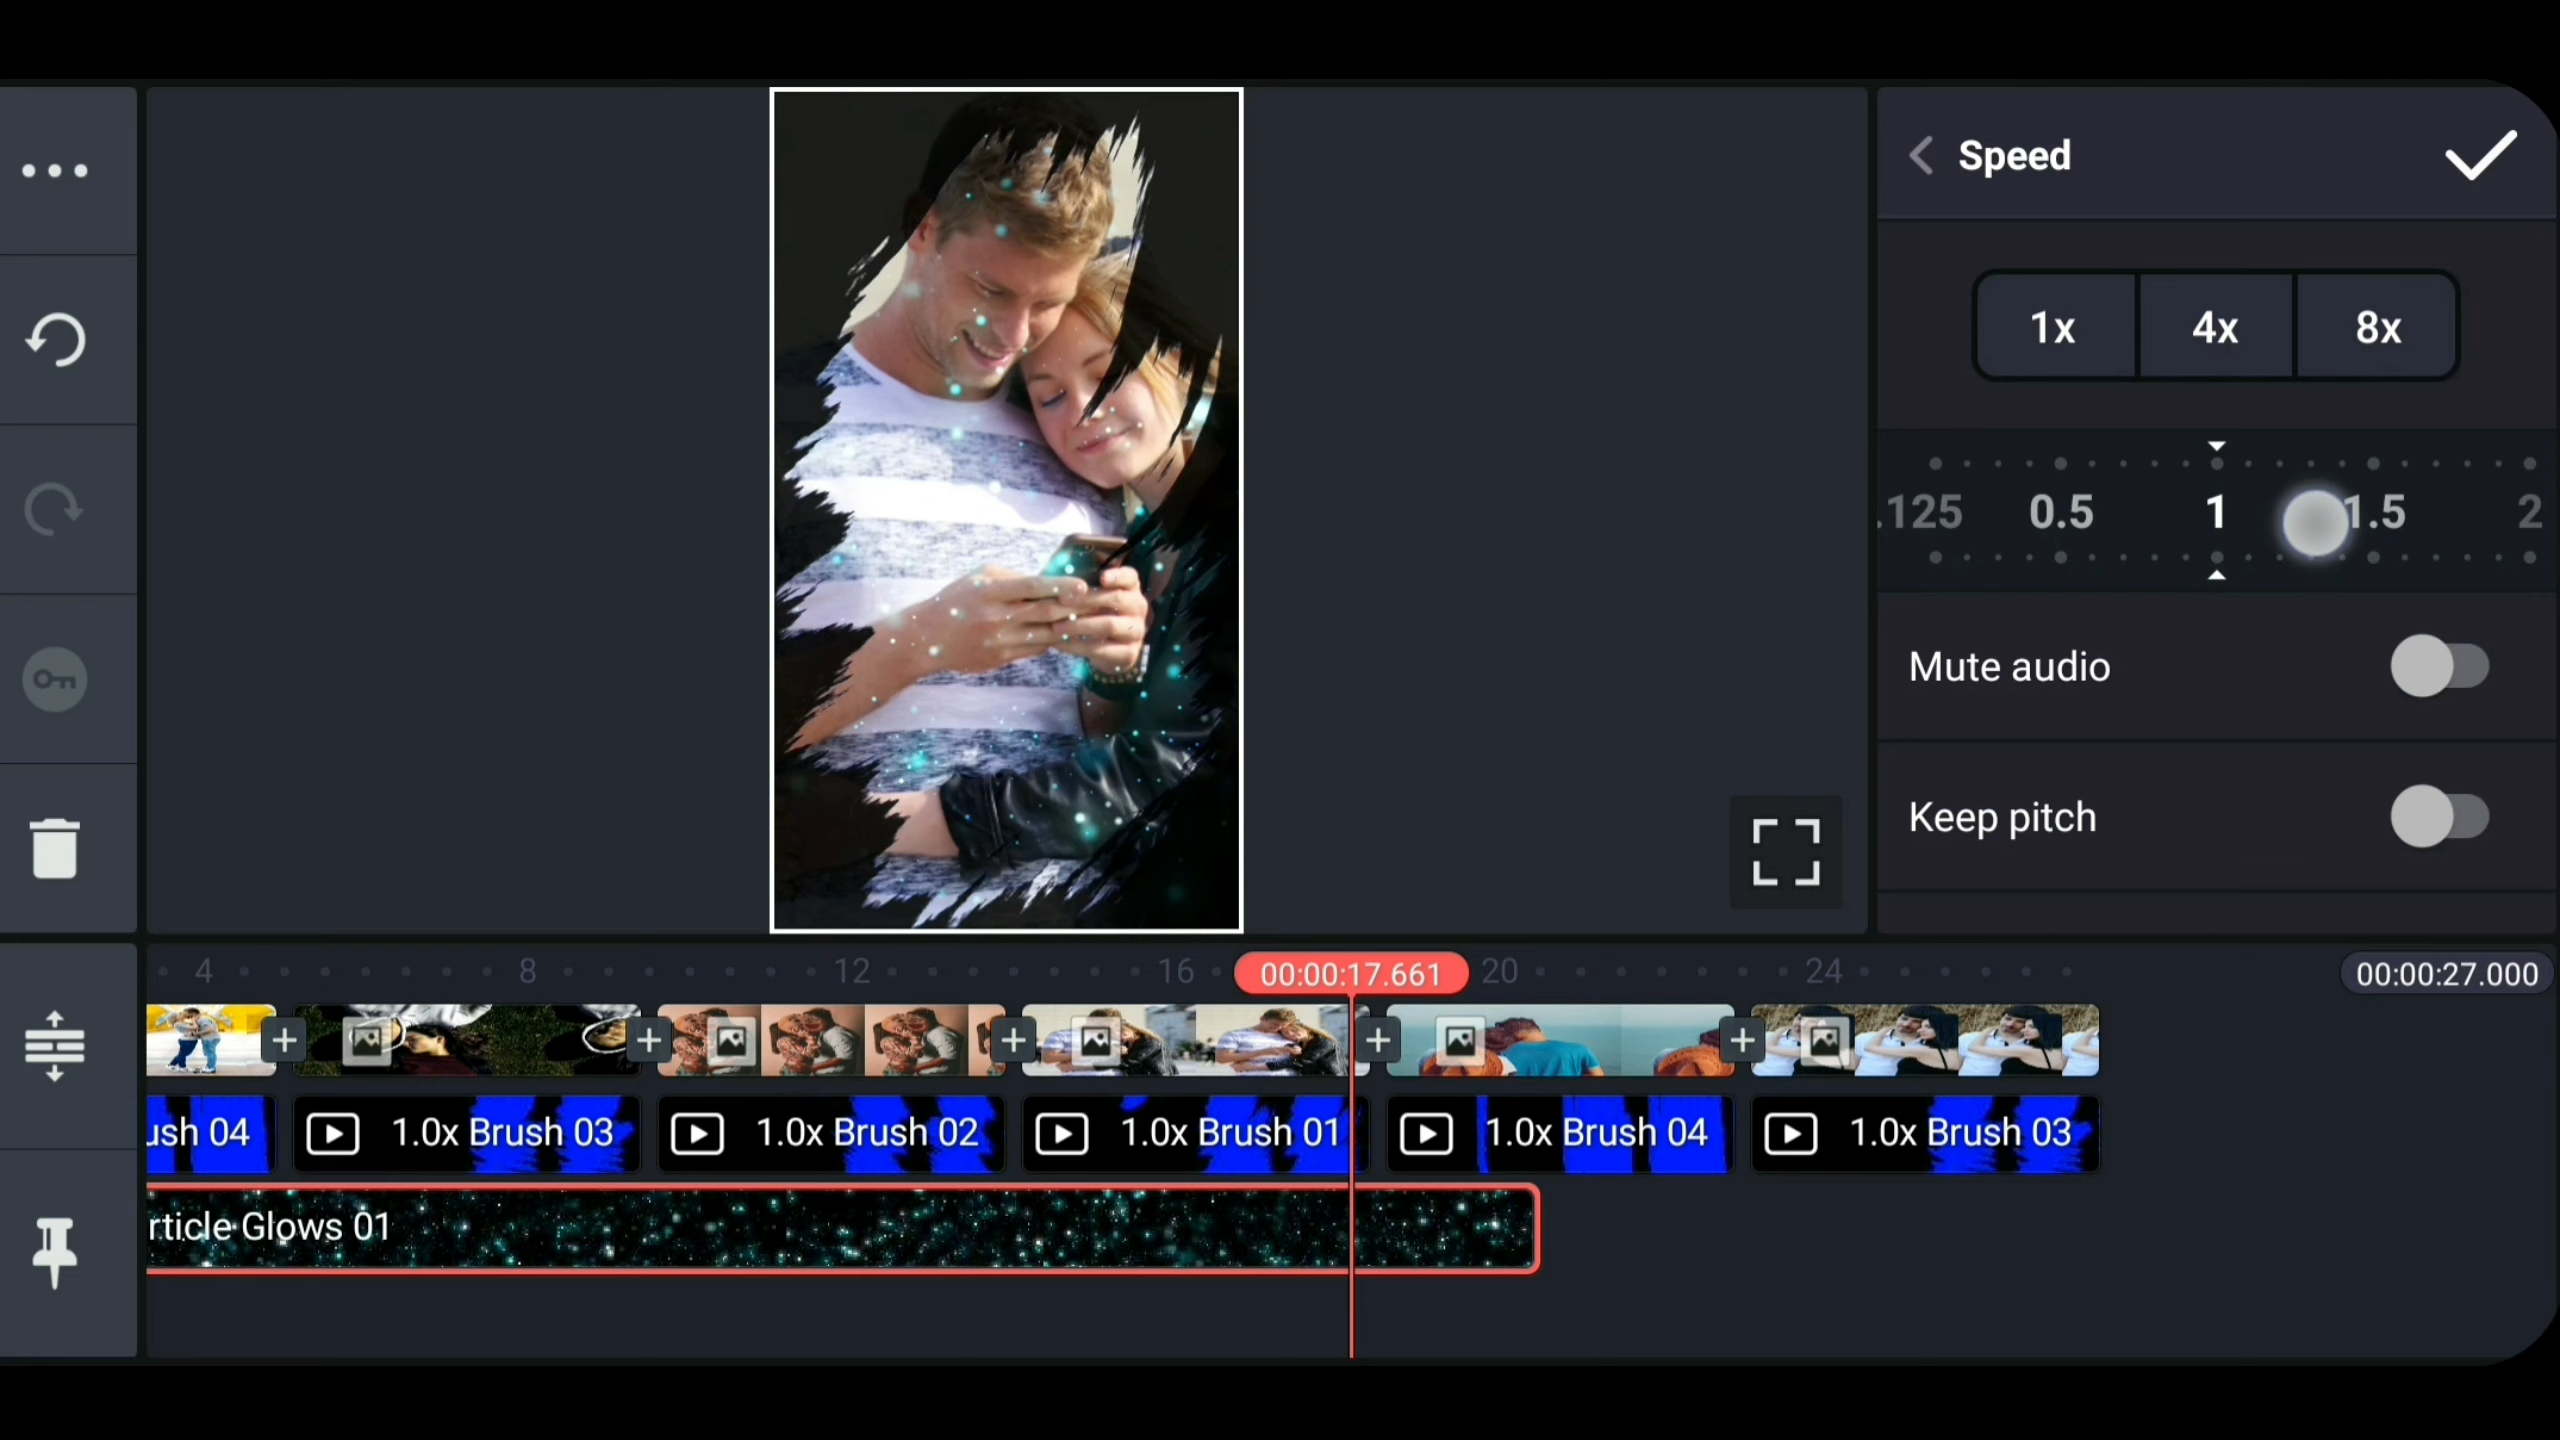 Speed
1x 4x 8x
.125 0.5 1 1.5 2
Mute audio
Keep pitch
4 8 12 16 00:00:17.661 20 24 00:00:27.000
ush 04 1.0x Brush 03 1.0x Brush 02 1.0x Brush 01 1.0x Brush 04 1.0x Brush 03
rticle Glows 01